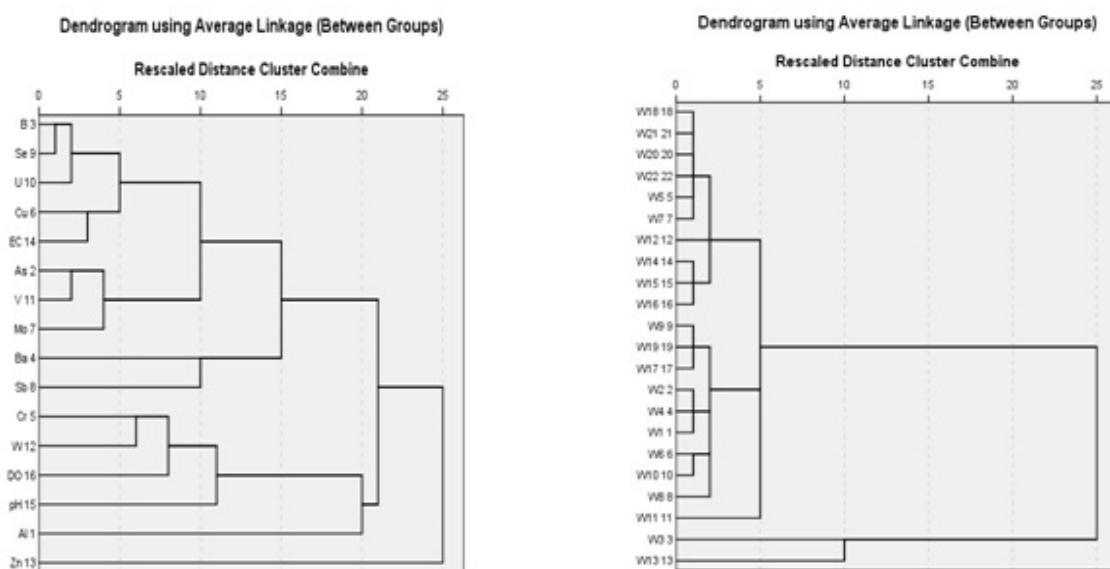 Dendrogram using Average Linkage (Between Groups)
Rescaled Distance Cluster Combine
0 5 10 15 20 25
B 3
Se 9
U 10
Cu 6
EC 14
As 2
V 11
Mo 7
Ba 4
Sb 8
Cr 5
W 12
DO 16
pH 15
Al 1
Zn 13
Dendrogram using Average Linkage (Between Groups)
Rescaled Distance Cluster Combine
0 5 10 15 20 25
W18 18
W21 21
W20 20
W22 22
W5 5
W7 7
W12 12
W14 14
W15 15
W16 16
W9 9
W19 19
W17 17
W2 2
W4 4
W1 1
W6 6
W10 10
W8 8
W11 11
W3 3
W13 13